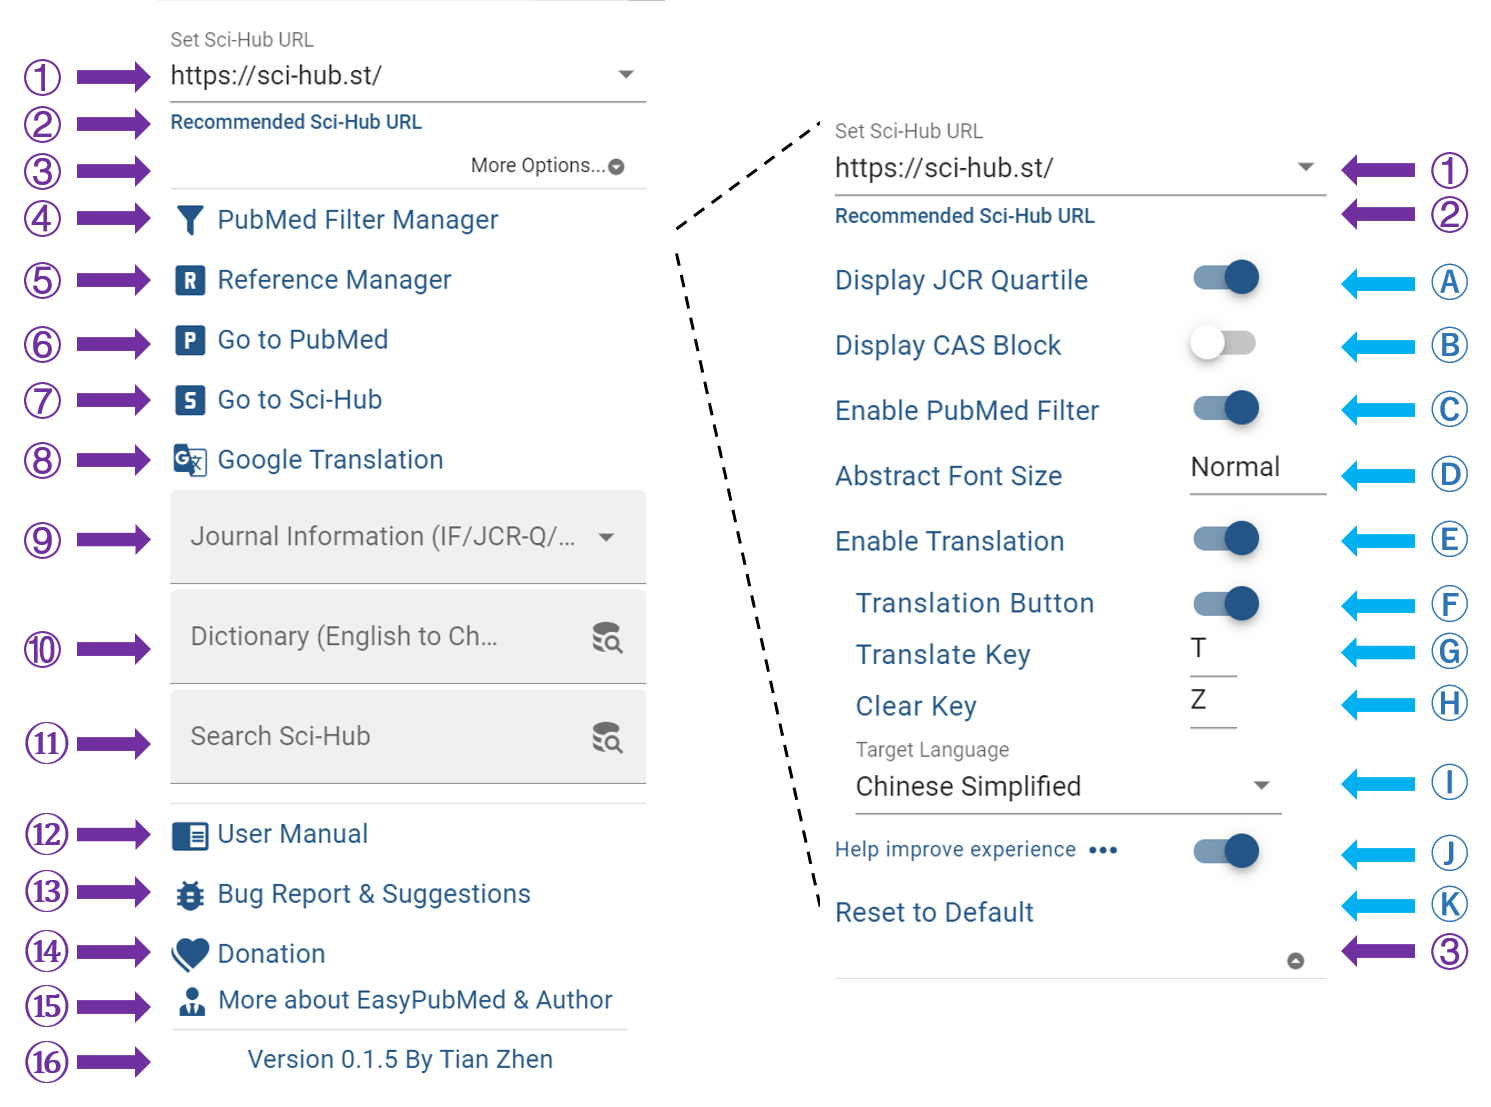 Set Sci-Hub URL
① https://sci-hub.st/
② Recommended Sci-Hub URL
③ More Options...
④ PubMed Filter Manager
⑤ R Reference Manager
⑥ P Go to PubMed
⑦ S Go to Sci-Hub
⑧ G文 Google Translation
⑨ Journal Information (IF/JCR-Q/...
⑩ Dictionary (English to Ch...
⑪ Search Sci-Hub
⑫ User Manual
⑬ Bug Report & Suggestions
⑭ Donation
⑮ More about EasyPubMed & Author
⑯ Version 0.1.5 By Tian Zhen
Set Sci-Hub URL
https://sci-hub.st/ ①
Recommended Sci-Hub URL ②
Display JCR Quartile Ⓐ
Display CAS Block Ⓑ
Enable PubMed Filter Ⓒ
Abstract Font Size Normal Ⓓ
Enable Translation Ⓔ
Translation Button Ⓕ
Translate Key T Ⓖ
Clear Key Z Ⓗ
Target Language
Chinese Simplified Ⓘ
Help improve experience ••• Ⓙ
Reset to Default Ⓚ
③